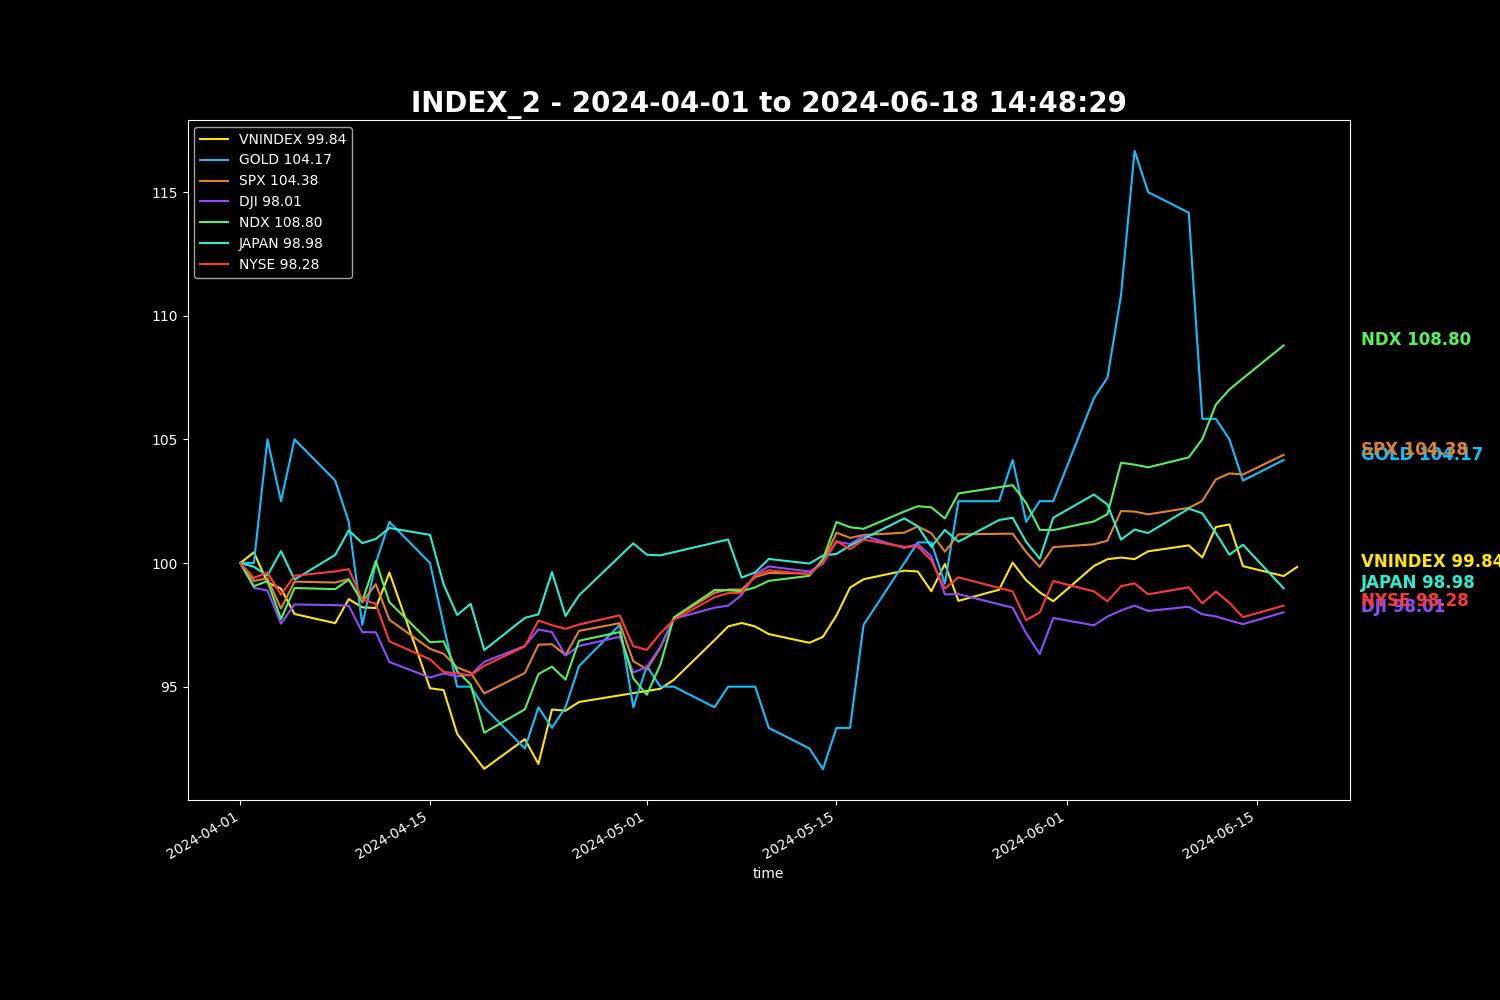 INDEX_2 - 2024-04-01 to 2024-06-18 14:48:29
VNINDEX 99.84
GOLD 104.17
SPX 104.38
DJI 98.01
NDX 108.80
JAPAN 98.98
NYSE 98.28
115
110
105
100
95
NDX 108.80
SPX 104.38
GOLD 104.17
VNINDEX 99.84
JAPAN 98.98
NYSE 98.28
DJI 98.01
2024-04-01
2024-04-15
2024-05-01
2024-05-15
2024-06-01
2024-06-15
time